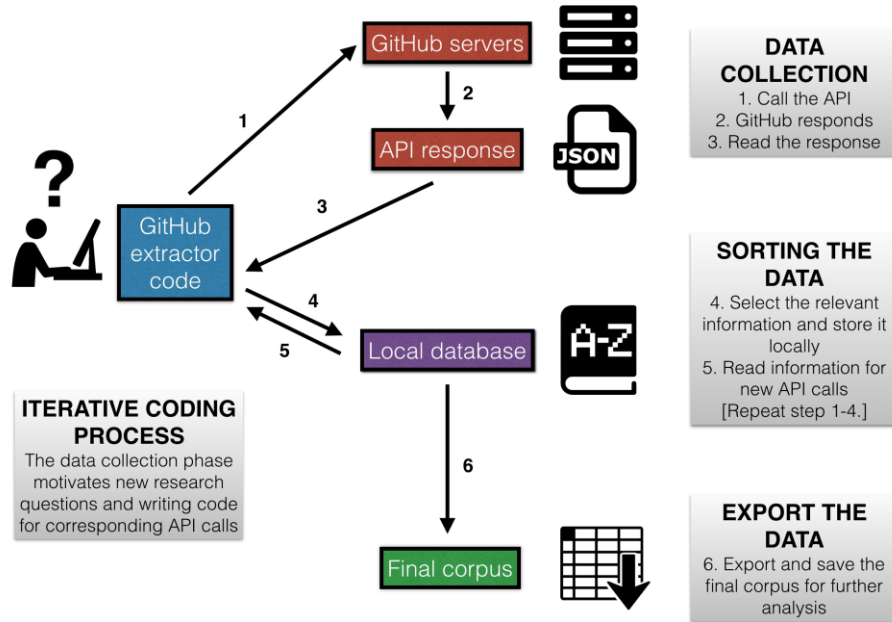 GitHub servers
DATA
COLLECTION
1. Call the API
2. GitHub responds
3. Read the response
1
2
API response
JSON
?
3
GitHub
extractor
code
SORTING THE
DATA
4. Select the relevant
information and store it
locally
5. Read information for
new API calls
[Repeat step 1-4.]
4
5
Local database
A-Z
ITERATIVE CODING
PROCESS
The data collection phase
motivates new research
questions and writing code
for corresponding API calls
6
EXPORT THE
DATA
6. Export and save the
final corpus for further
analysis
Final corpus